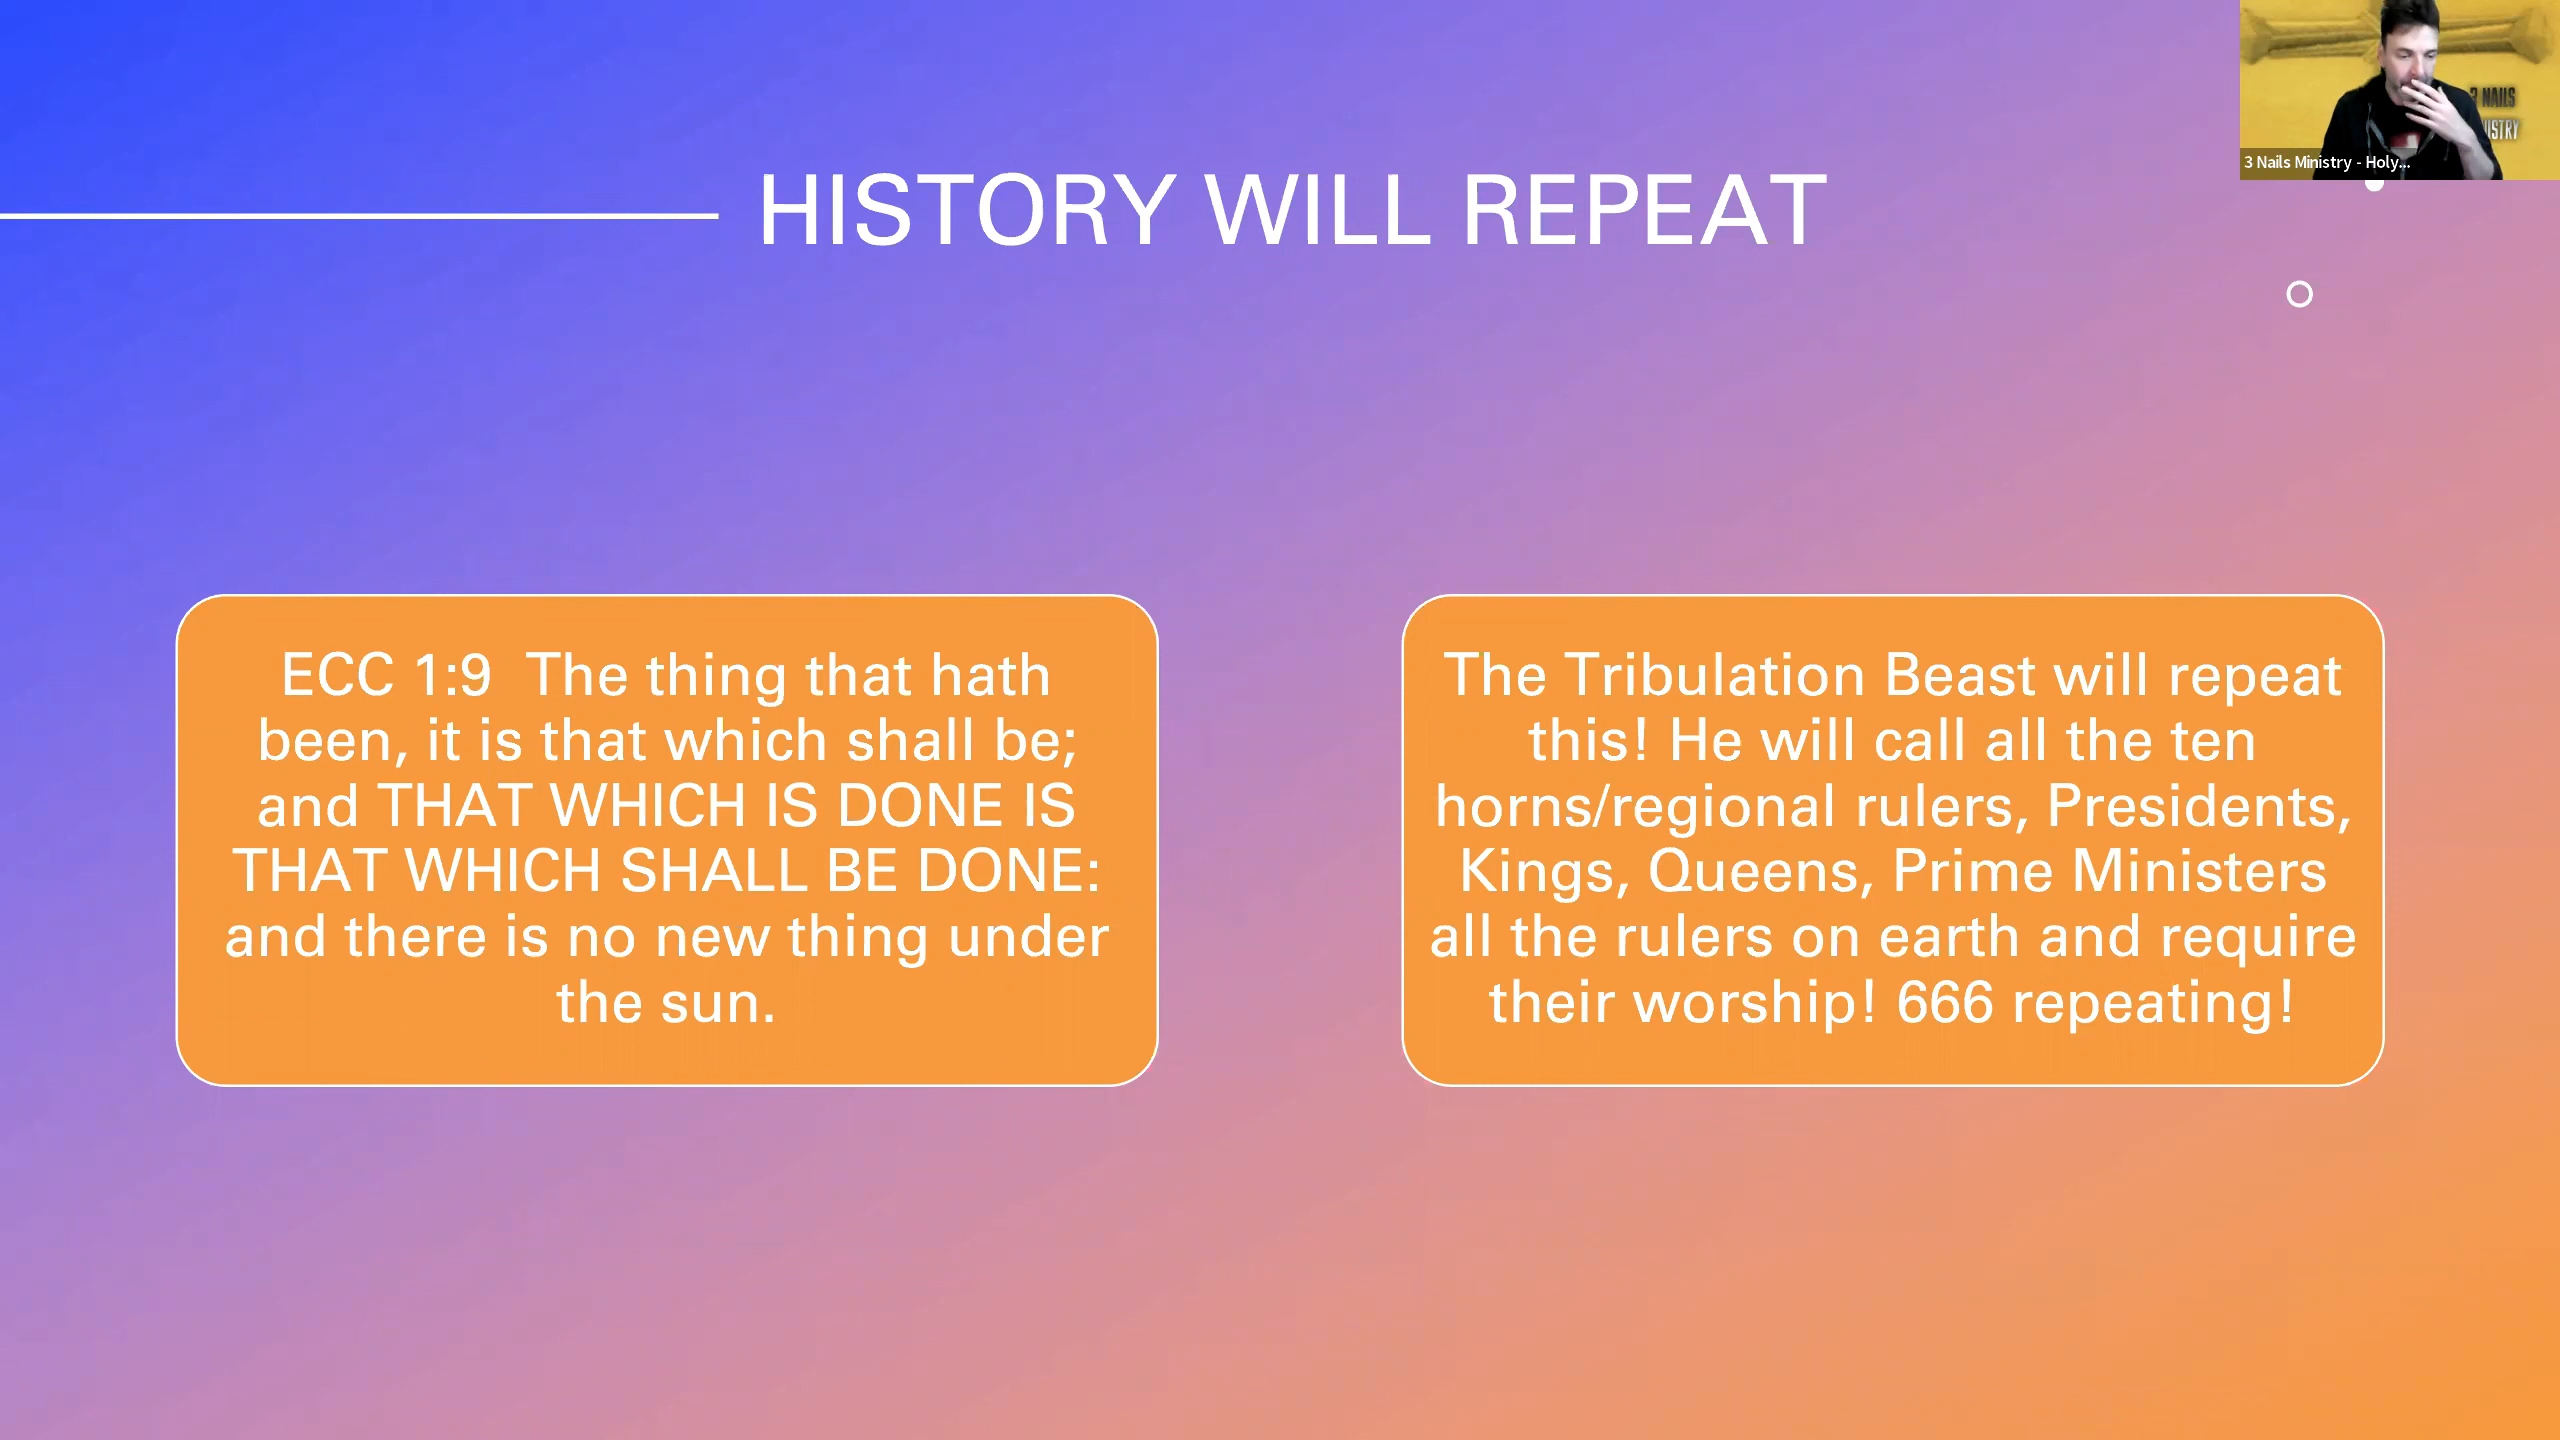 3 NAILS
ISTRY
3 Nails Ministry - Holy...
HISTORY WILL REPEAT
ECC 1:9  The thing that hath
been, it is that which shall be;
and THAT WHICH IS DONE IS
THAT WHICH SHALL BE DONE:
and there is no new thing under
the sun.
The Tribulation Beast will repeat
this! He will call all the ten
horns/regional rulers, Presidents,
Kings, Queens, Prime Ministers
all the rulers on earth and require
their worship! 666 repeating!